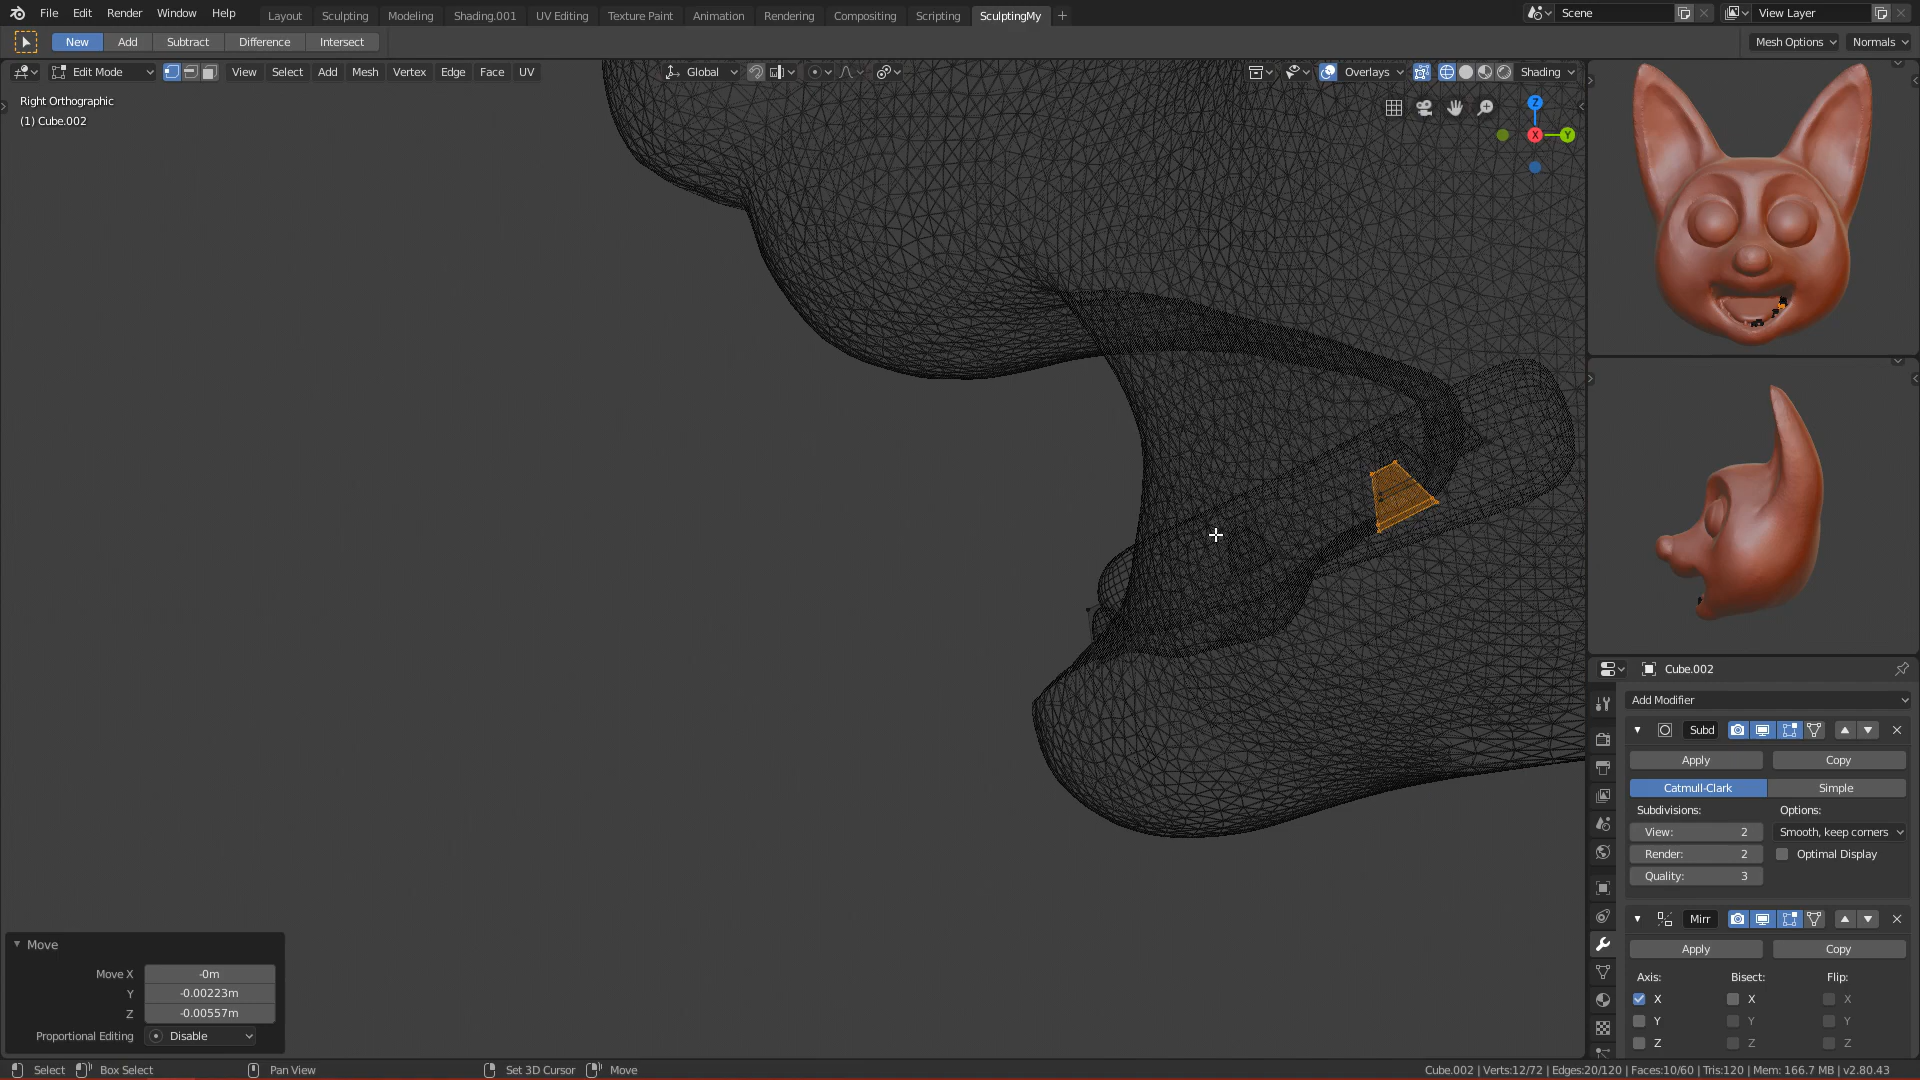 File Edit Render Window Help Layout Sculpting Modeling Shading.001 UV Editing Texture Paint Animation Rendering Compositing Scripting SculptingMy + Scene View Layer
New Add Subtract Difference Intersect Mesh Options Normals
Edit Mode View Select Add Mesh Vertex Edge Face UV Global Overlays Shading
Right Orthographic
(1) Cube.002
Z
X Y
Cube.002
Add Modifier
Subd
Apply Copy
Catmull-Clark Simple
Subdivisions: Options:
View: 2 Smooth, keep corners
Render: 2 Optimal Display
Quality: 3
Mirr
Apply Copy
Axis: Bisect: Flip:
X X X
Y Y Y
Z Z Z
Move
Move X -0m
Y -0.00223m
Z -0.00557m
Proportional Editing Disable
Select Box Select Pan View Set 3D Cursor Move Cube.002 | Verts:12/72 | Edges:20/120 | Faces:10/60 | Tris:120 | Mem: 166.7 MB | v2.80.43